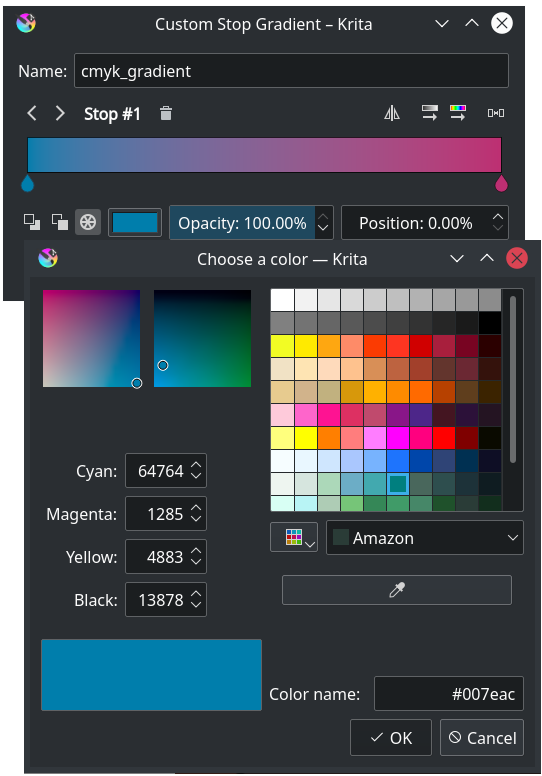 Custom Stop Gradient – Krita
Name: cmyk_gradient
Stop #1
Opacity: 100.00% Position: 0.00%
Choose a color — Krita
Cyan: 64764
Magenta: 1285
Yellow: 4883
Black: 13878
Amazon
Color name: #007eac
OK Cancel